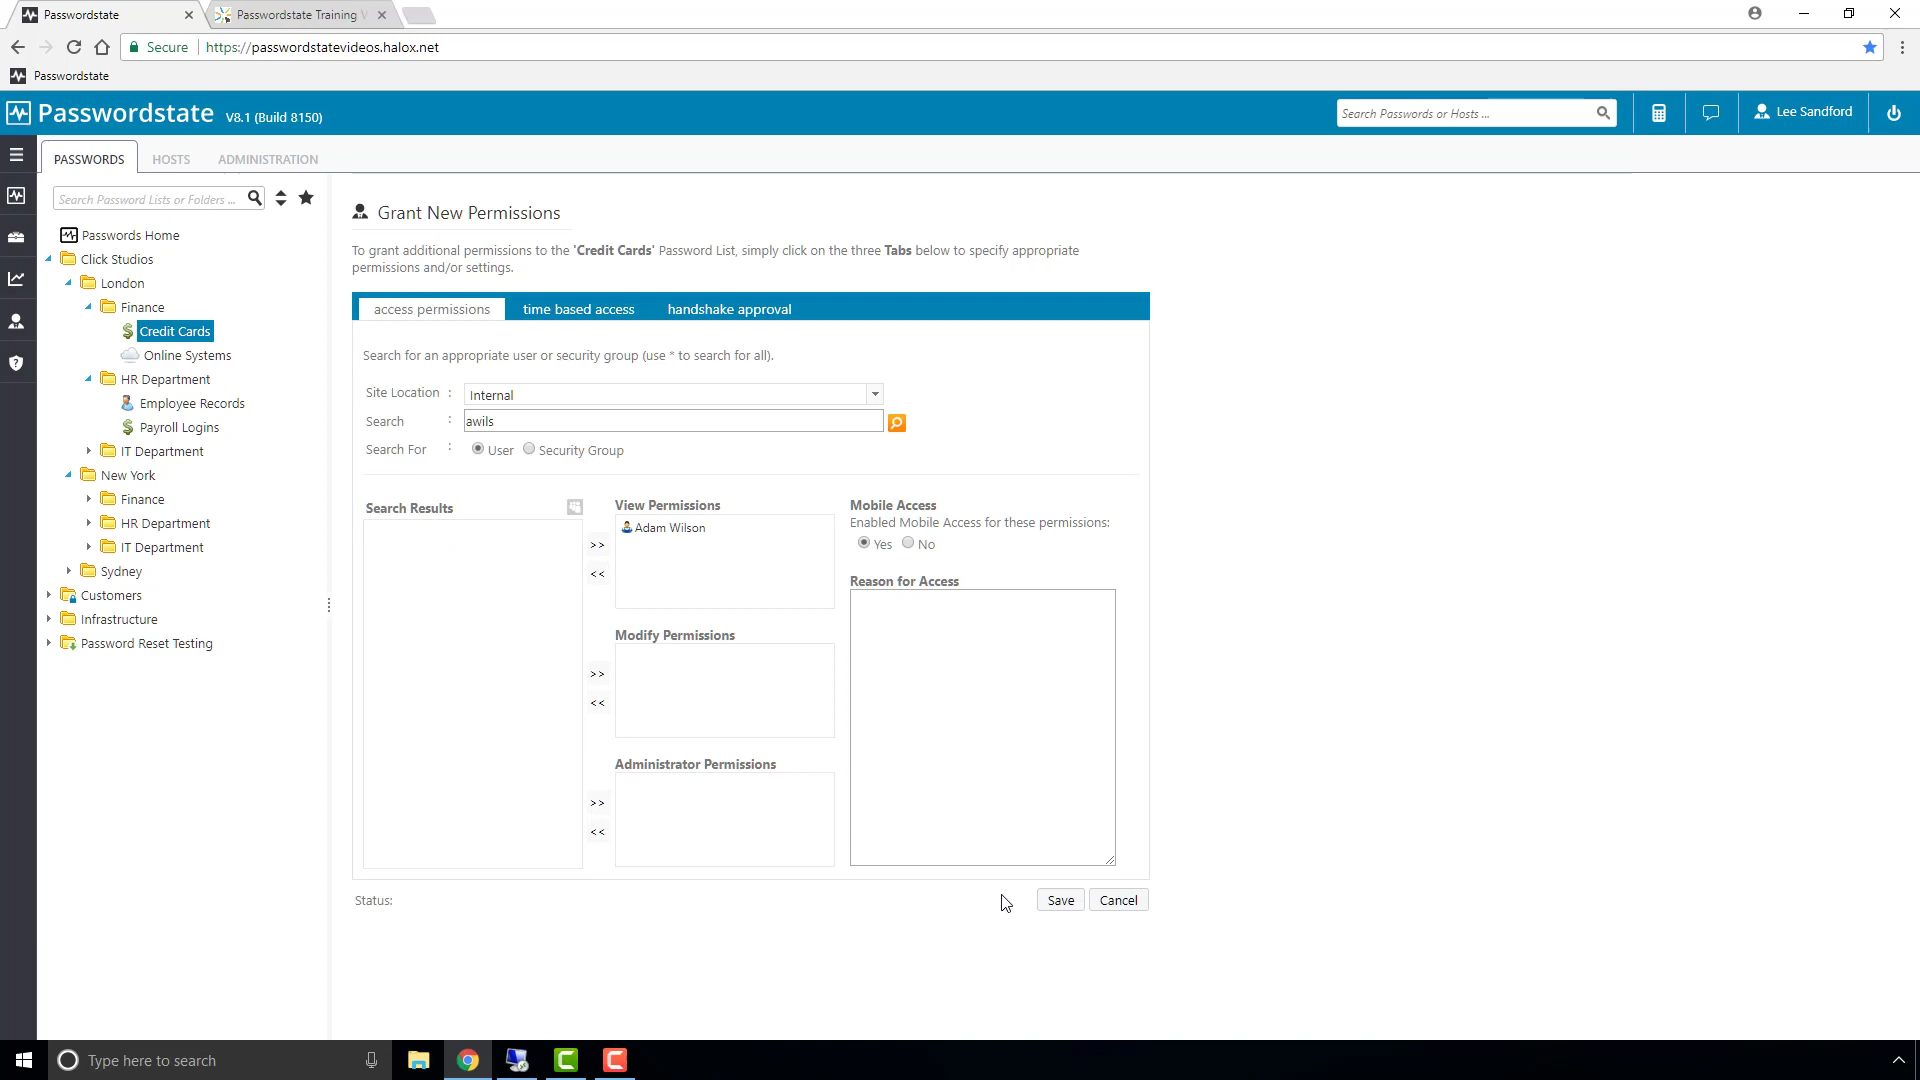 Passwordstate
Passwordstate Training V
Secure
https://passwordstatevideos.halox.net
Passwordstate
Passwordstate V8.1 (Build 8150)
Search Passwords or Hosts ...
Lee Sandford
PASSWORDS
HOSTS
ADMINISTRATION
Search Password Lists or Folders ...
Passwords Home
Click Studios
London
Finance
Credit Cards
Online Systems
HR Department
Employee Records
Payroll Logins
IT Department
New York
Finance
HR Department
IT Department
Sydney
Customers
Infrastructure
Password Reset Testing
Grant New Permissions
To grant additional permissions to the 'Credit Cards' Password List, simply click on the three Tabs below to specify appropriate
permissions and/or settings.
access permissions
time based access
handshake approval
Search for an appropriate user or security group (use * to search for all).
Site Location : Internal
Search : awils
Search For : User Security Group
Search Results
>>
<<
>>
<<
>>
<<
View Permissions
Adam Wilson
Modify Permissions
Administrator Permissions
Mobile Access
Enabled Mobile Access for these permissions:
Yes No
Reason for Access
Status:
Save
Cancel
Type here to search